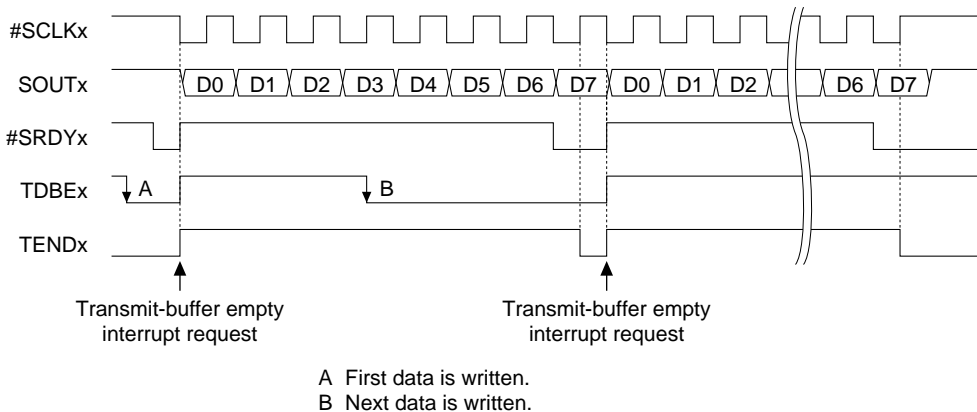 #SCLKx
SOUTx D0 D1 D2 D3 D4 D5 D6 D7 D0 D1 D2 D6 D7
#SRDYx
TDBEx A B
TENDx
Transmit-buffer empty
interrupt request
Transmit-buffer empty
interrupt request
A First data is written.
B Next data is written.